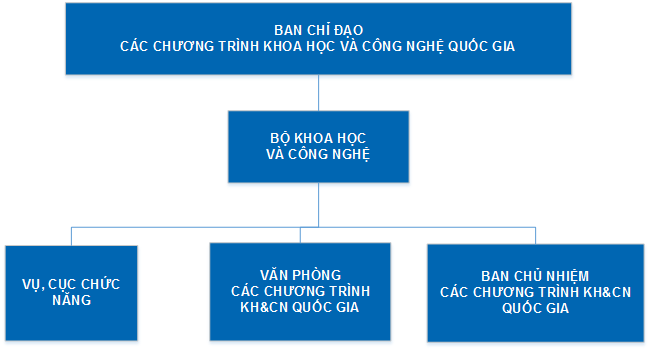 BAN CHỈ ĐẠO
CÁC CHƯƠNG TRÌNH KHOA HỌC VÀ CÔNG NGHỆ QUỐC GIA
BỘ KHOA HỌC
VÀ CÔNG NGHỆ
VỤ, CỤC CHỨC
NĂNG
VĂN PHÒNG
CÁC CHƯƠNG TRÌNH
KH&CN QUỐC GIA
BAN CHỦ NHIỆM
CÁC CHƯƠNG TRÌNH KH&CN
QUỐC GIA